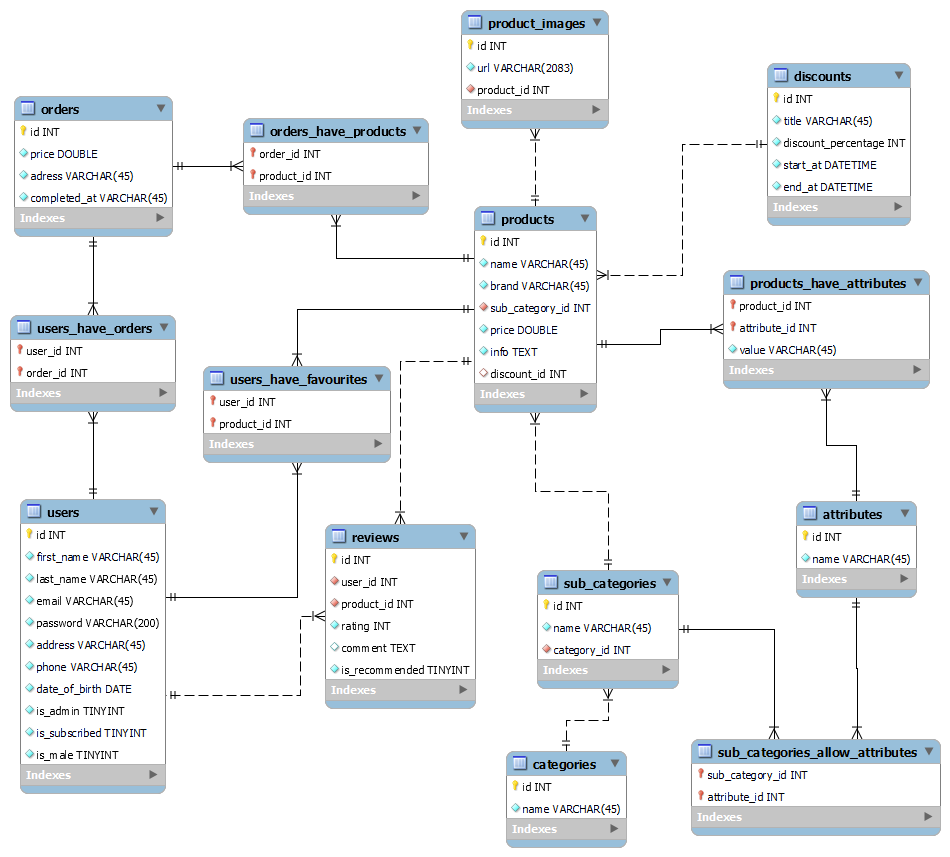 product_images
id INT
url VARCHAR(2083)
product_id INT
Indexes
discounts
id INT
title VARCHAR(45)
discount_percentage INT
start_at DATETIME
end_at DATETIME
Indexes
orders
id INT
price DOUBLE
adress VARCHAR(45)
completed_at VARCHAR(45)
Indexes
orders_have_products
order_id INT
product_id INT
Indexes
products
id INT
name VARCHAR(45)
brand VARCHAR(45)
sub_category_id INT
price DOUBLE
info TEXT
discount_id INT
Indexes
products_have_attributes
product_id INT
attribute_id INT
value VARCHAR(45)
Indexes
users_have_orders
user_id INT
order_id INT
Indexes
users_have_favourites
user_id INT
product_id INT
Indexes
users
id INT
first_name VARCHAR(45)
last_name VARCHAR(45)
email VARCHAR(45)
password VARCHAR(200)
address VARCHAR(45)
phone VARCHAR(45)
date_of_birth DATE
is_admin TINYINT
is_subscribed TINYINT
is_male TINYINT
Indexes
reviews
id INT
user_id INT
product_id INT
rating INT
comment TEXT
is_recommended TINYINT
Indexes
attributes
id INT
name VARCHAR(45)
Indexes
sub_categories
id INT
name VARCHAR(45)
category_id INT
Indexes
categories
id INT
name VARCHAR(45)
Indexes
sub_categories_allow_attributes
sub_category_id INT
attribute_id INT
Indexes